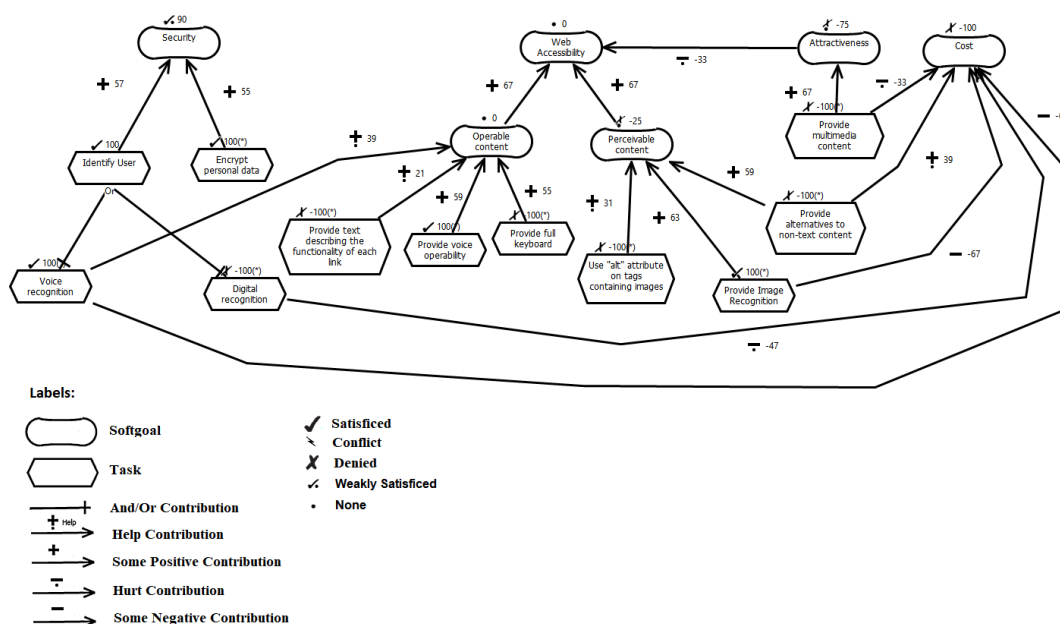 90
Security
57
55
100
Identify User
100(*)
Encrypt
personal data
Or
100(*)
Voice
recognition
-100(*)
Digital
recognition
0
Web
Accessibility
-33
-75
Attractiveness
-100
Cost
67
67
67
-33
39
0
Operable
content
-25
Perceivable
content
-100(*)
Provide
multimedia
content
21
59
55
-100(*)
Provide text
describing the
functionality of each
link
100(*)
Provide voice
operability
-100(*)
Provide full
keyboard
31
63
59
-100(*)
Use "alt" attribute
on tags
containing images
100(*)
Provide Image
Recognition
-100(*)
Provide
alternatives to
non-text content
39
-67
-47
Labels:
Softgoal
Task
And/Or Contribution
Help
Help Contribution
Some Positive Contribution
Hurt Contribution
Some Negative Contribution
Satisficed
Conflict
Denied
Weakly Satisficed
None